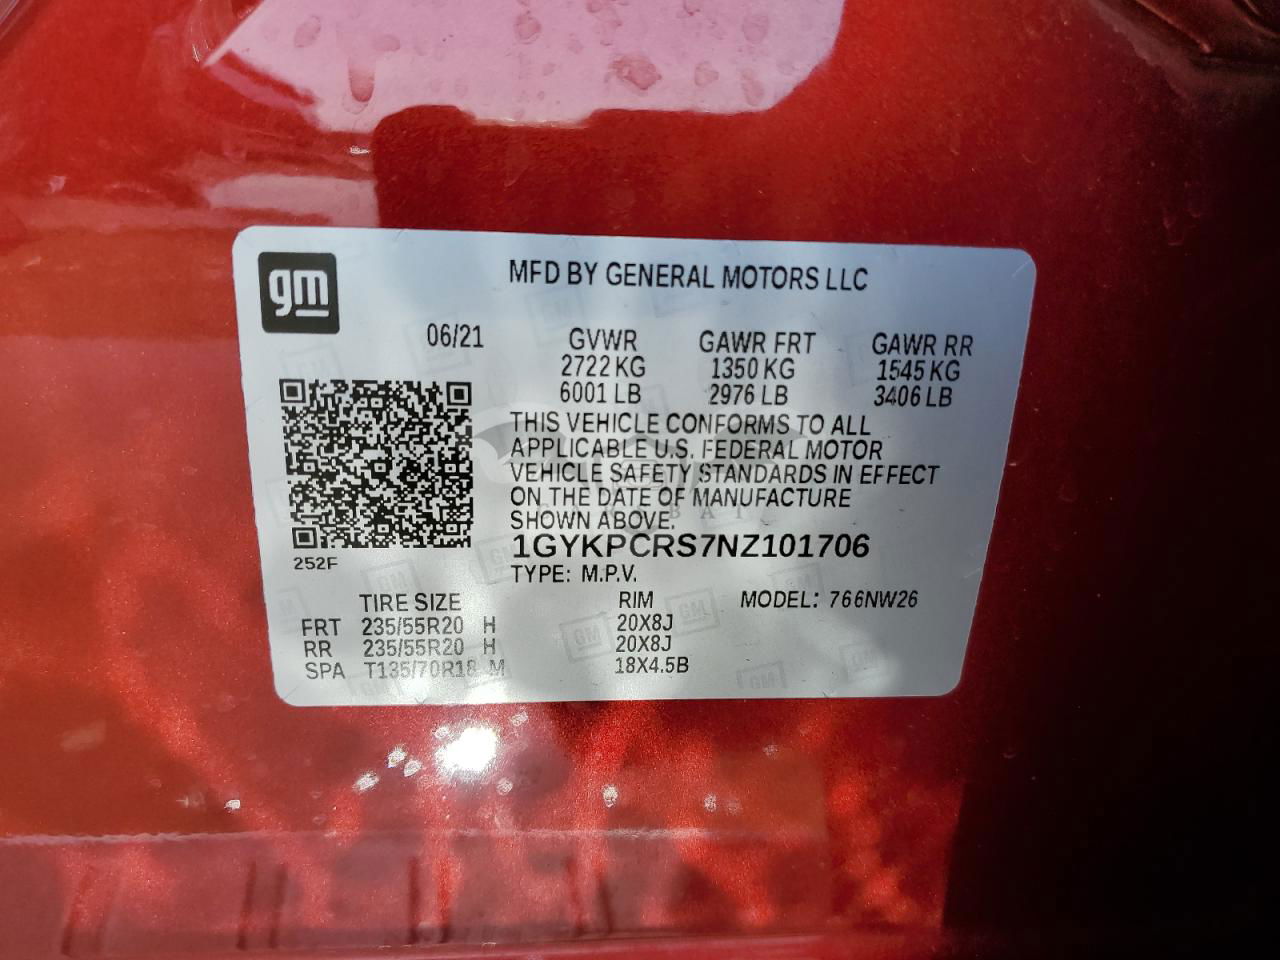 gm
MFD BY GENERAL MOTORS LLC
06/21 GVWR GAWR FRT GAWR RR
2722 KG 1350 KG 1545 KG
6001 LB 2976 LB 3406 LB
THIS VEHICLE CONFORMS TO ALL
APPLICABLE U.S. FEDERAL MOTOR
VEHICLE SAFETY STANDARDS IN EFFECT
ON THE DATE OF MANUFACTURE
SHOWN ABOVE.
1GYKPCRS7NZ101706
252F
TYPE: M.P.V.
TIRE SIZE RIM MODEL: 766NW26
FRT 235/55R20 H 20X8J
RR 235/55R20 H 20X8J
SPA T135/70R18 M 18X4.5B